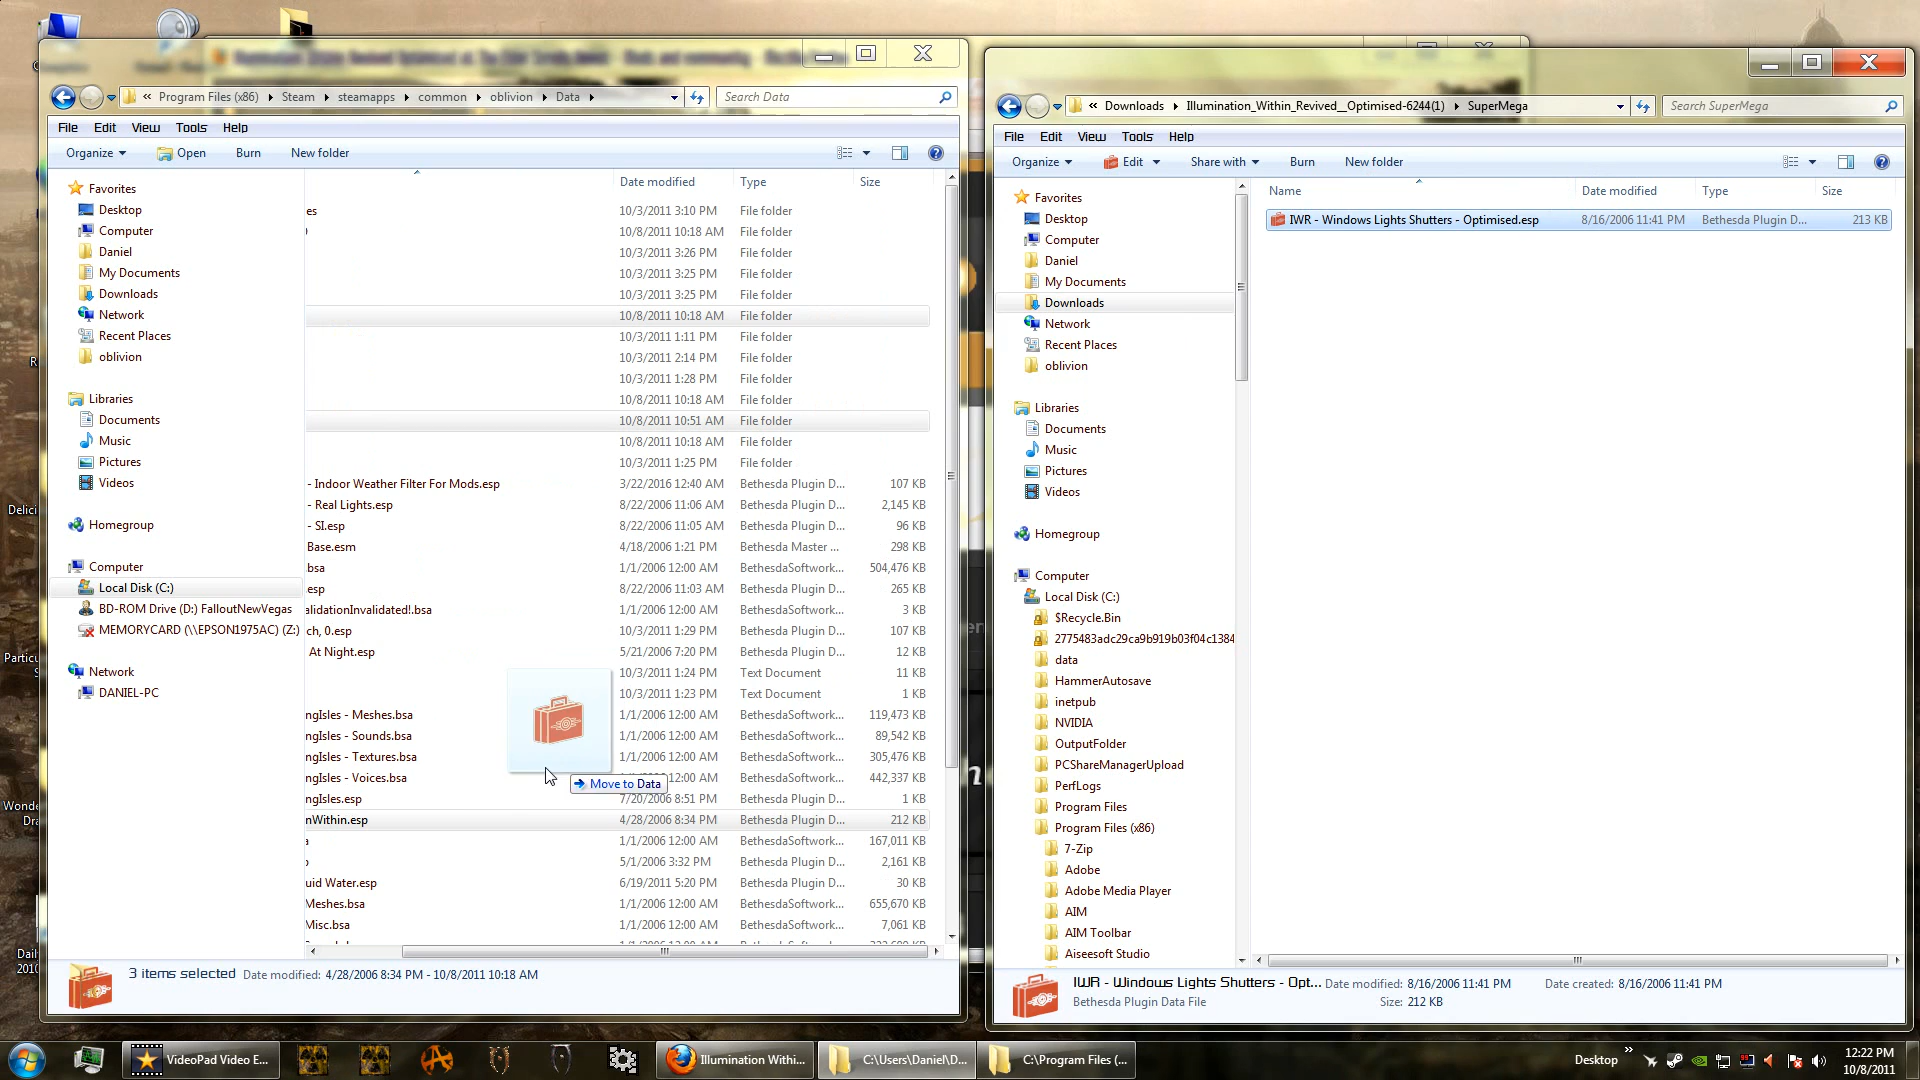 Program Files (x86) Steam steamapps common oblivion Data
Search Data
File Edit View Tools Help
Organize Open Burn New folder
Favorites
Desktop
Computer
Daniel
My Documents
Downloads
Network
Recent Places
oblivion
Libraries
Documents
Music
Pictures
Videos
Homegroup
Computer
Local Disk (C:)
BD-ROM Drive (D:) FalloutNewVegas
MEMORYCARD (\\EPSON1975AC) (Z:)
Network
DANIEL-PC
Date modified Type Size
es 10/3/2011 3:10 PM File folder
10/8/2011 10:18 AM File folder
10/3/2011 3:26 PM File folder
10/3/2011 3:25 PM File folder
10/3/2011 3:25 PM File folder
10/8/2011 10:18 AM File folder
10/3/2011 1:11 PM File folder
10/3/2011 2:14 PM File folder
10/3/2011 1:28 PM File folder
10/8/2011 10:18 AM File folder
10/8/2011 10:51 AM File folder
10/8/2011 10:18 AM File folder
10/3/2011 1:25 PM File folder
- Indoor Weather Filter For Mods.esp 3/22/2016 12:40 AM Bethesda Plugin D... 107 KB
- Real Lights.esp 8/22/2006 11:06 AM Bethesda Plugin D... 2,145 KB
- SI.esp 8/22/2006 11:05 AM Bethesda Plugin D... 96 KB
Base.esm 4/18/2006 1:21 PM Bethesda Master ... 298 KB
.bsa 1/1/2006 12:00 AM BethesdaSoftwork... 504,476 KB
.esp 8/22/2006 11:03 AM Bethesda Plugin D... 265 KB
alidationInvalidated!.bsa 1/1/2006 12:00 AM BethesdaSoftwork... 3 KB
ch, 0.esp 10/3/2011 1:29 PM Bethesda Plugin D... 107 KB
At Night.esp 5/21/2006 7:20 PM Bethesda Plugin D... 12 KB
10/3/2011 1:24 PM Text Document 11 KB
10/3/2011 1:23 PM Text Document 1 KB
ngIsles - Meshes.bsa 1/1/2006 12:00 AM BethesdaSoftwork... 119,473 KB
ngIsles - Sounds.bsa 1/1/2006 12:00 AM BethesdaSoftwork... 89,542 KB
ngIsles - Textures.bsa 1/1/2006 12:00 AM BethesdaSoftwork... 305,476 KB
ngIsles - Voices.bsa 12:00 AM BethesdaSoftwork... 442,337 KB
Move to Data
ngIsles.esp 7/20/2006 8:51 PM Bethesda Plugin D... 1 KB
nWithin.esp 4/28/2006 8:34 PM Bethesda Plugin D... 212 KB
1/1/2006 12:00 AM BethesdaSoftwork... 167,011 KB
5/1/2006 3:32 PM Bethesda Plugin D... 2,161 KB
uid Water.esp 6/19/2011 5:20 PM Bethesda Plugin D... 30 KB
Meshes.bsa 1/1/2006 12:00 AM BethesdaSoftwork... 655,670 KB
Misc.bsa 1/1/2006 12:00 AM BethesdaSoftwork... 7,061 KB
3 items selected Date modified: 4/28/2006 8:34 PM - 10/8/2011 10:18 AM
Downloads Illumination_Within_Revived__Optimised-6244(1) SuperMega
Search SuperMega
File Edit View Tools Help
Organize Edit Share with Burn New folder
Favorites
Desktop
Computer
Daniel
My Documents
Downloads
Network
Recent Places
oblivion
Libraries
Documents
Music
Pictures
Videos
Homegroup
Computer
Local Disk (C:)
$Recycle.Bin
2775483adc29ca9b919b03f04c1384
data
HammerAutosave
inetpub
NVIDIA
OutputFolder
PCShareManagerUpload
PerfLogs
Program Files
Program Files (x86)
7-Zip
Adobe
Adobe Media Player
AIM
AIM Toolbar
Aiseesoft Studio
Name Date modified Type Size
IWR - Windows Lights Shutters - Optimised.esp 8/16/2006 11:41 PM Bethesda Plugin D... 213 KB
IWR - Windows Lights Shutters - Opt... Date modified: 8/16/2006 11:41 PM Date created: 8/16/2006 11:41 PM
Bethesda Plugin Data File Size: 212 KB
Delici
Particu
Wonde
Dra
Dail
2010
VideoPad Video E...
Illumination Withi...
C:\Users\Daniel\D...
C:\Program Files (...
Desktop
12:22 PM
10/8/2011